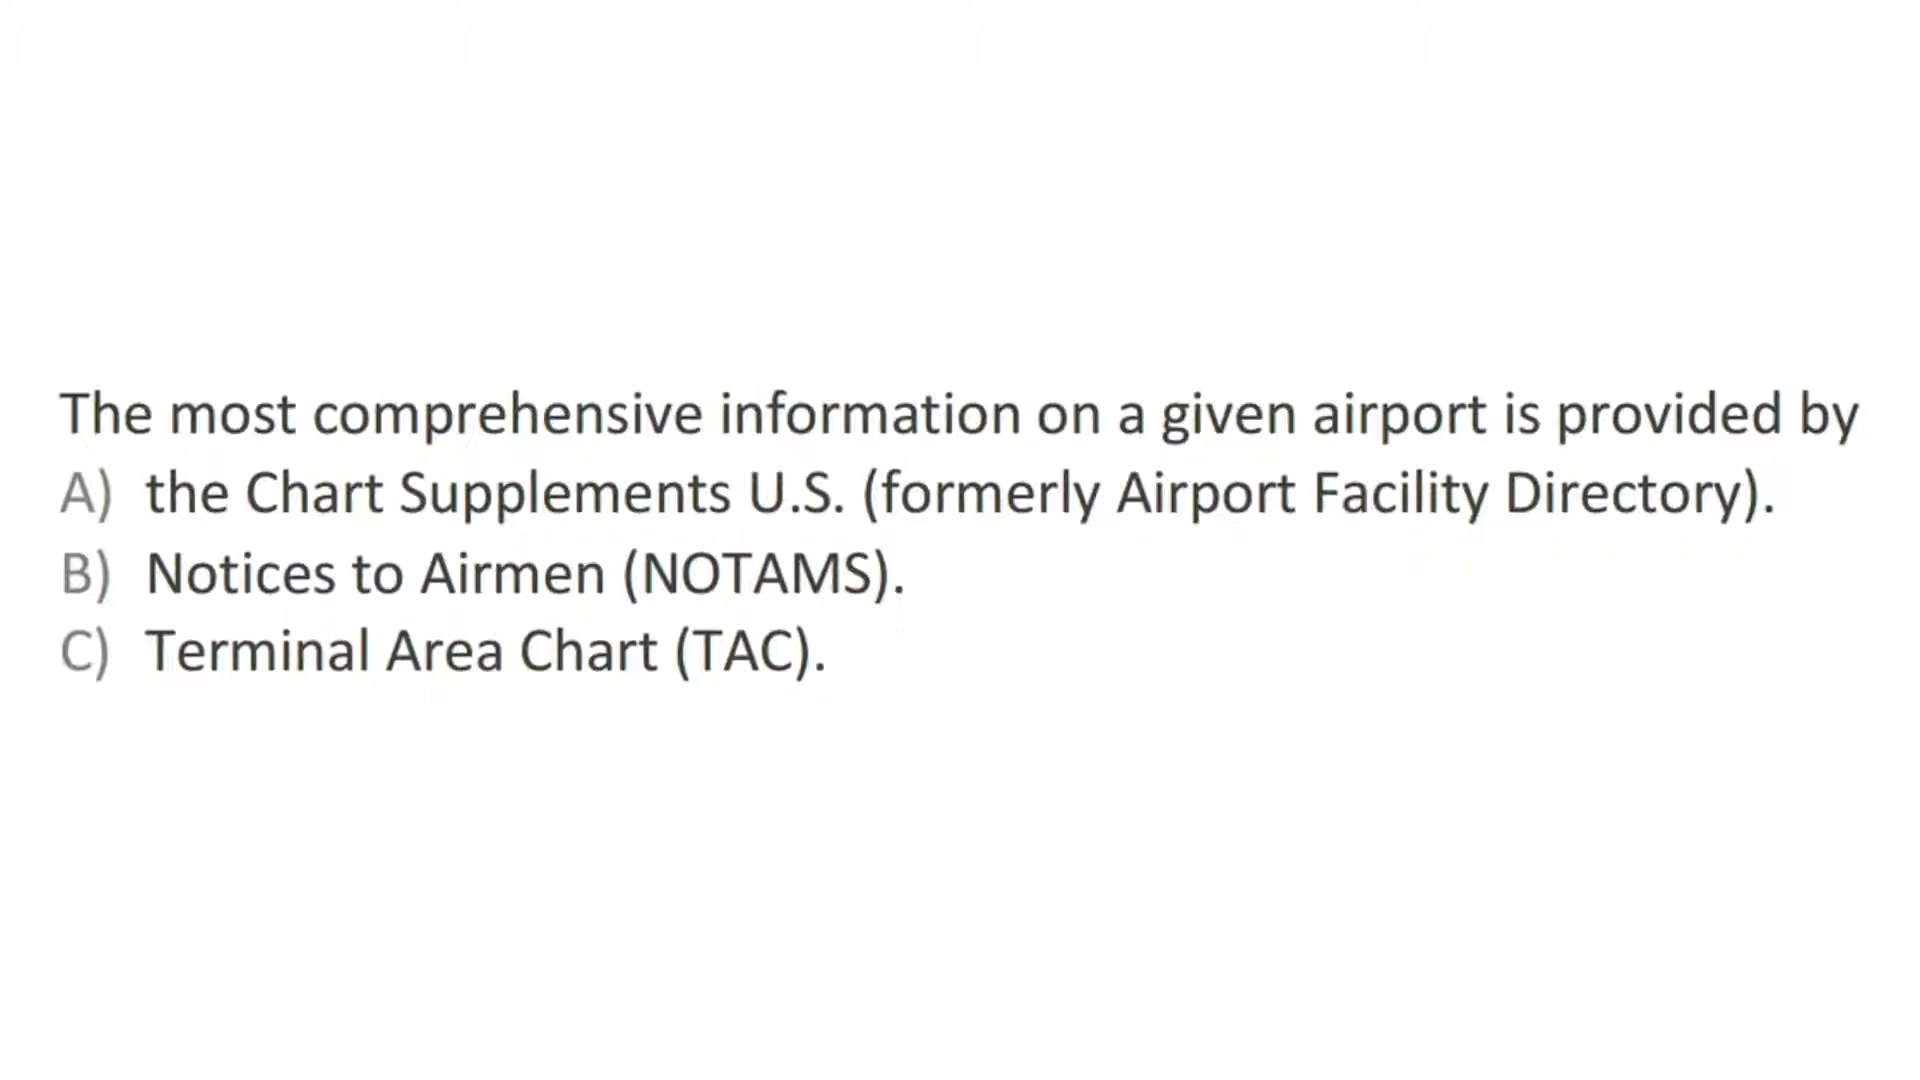 The most comprehensive information on a given airport is provided by
A) the Chart Supplements U.S. (formerly Airport Facility Directory).
B) Notices to Airmen (NOTAMS).
C) Terminal Area Chart (TAC).